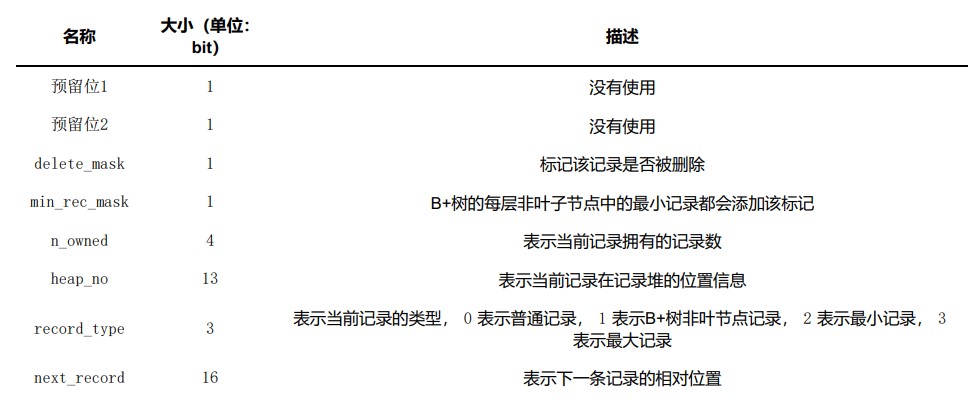 名称 大小（单位：bit） 描述
预留位1 1 没有使用
预留位2 1 没有使用
delete_mask 1 标记该记录是否被删除
min_rec_mask 1 B+树的每层非叶子节点中的最小记录都会添加该标记
n_owned 4 表示当前记录拥有的记录数
heap_no 13 表示当前记录在记录堆的位置信息
record_type 3 表示当前记录的类型， 0 表示普通记录， 1 表示B+树非叶节点记录， 2 表示最小记录， 3
表示最大记录
next_record 16 表示下一条记录的相对位置